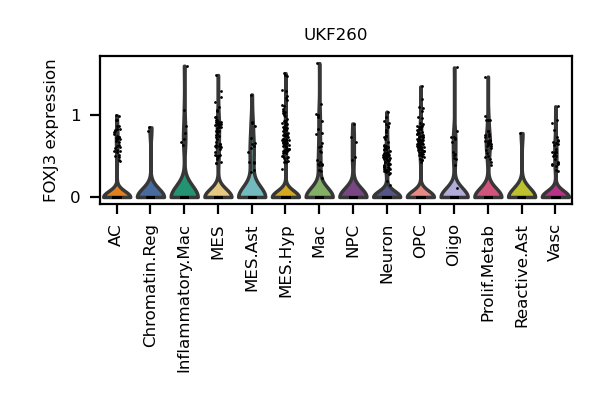 UKF260
FOXJ3 expression
1
0
AC
Chromatin.Reg
Inflammatory.Mac
MES
MES.Ast
MES.Hyp
Mac
NPC
Neuron
OPC
Oligo
Prolif.Metab
Reactive.Ast
Vasc